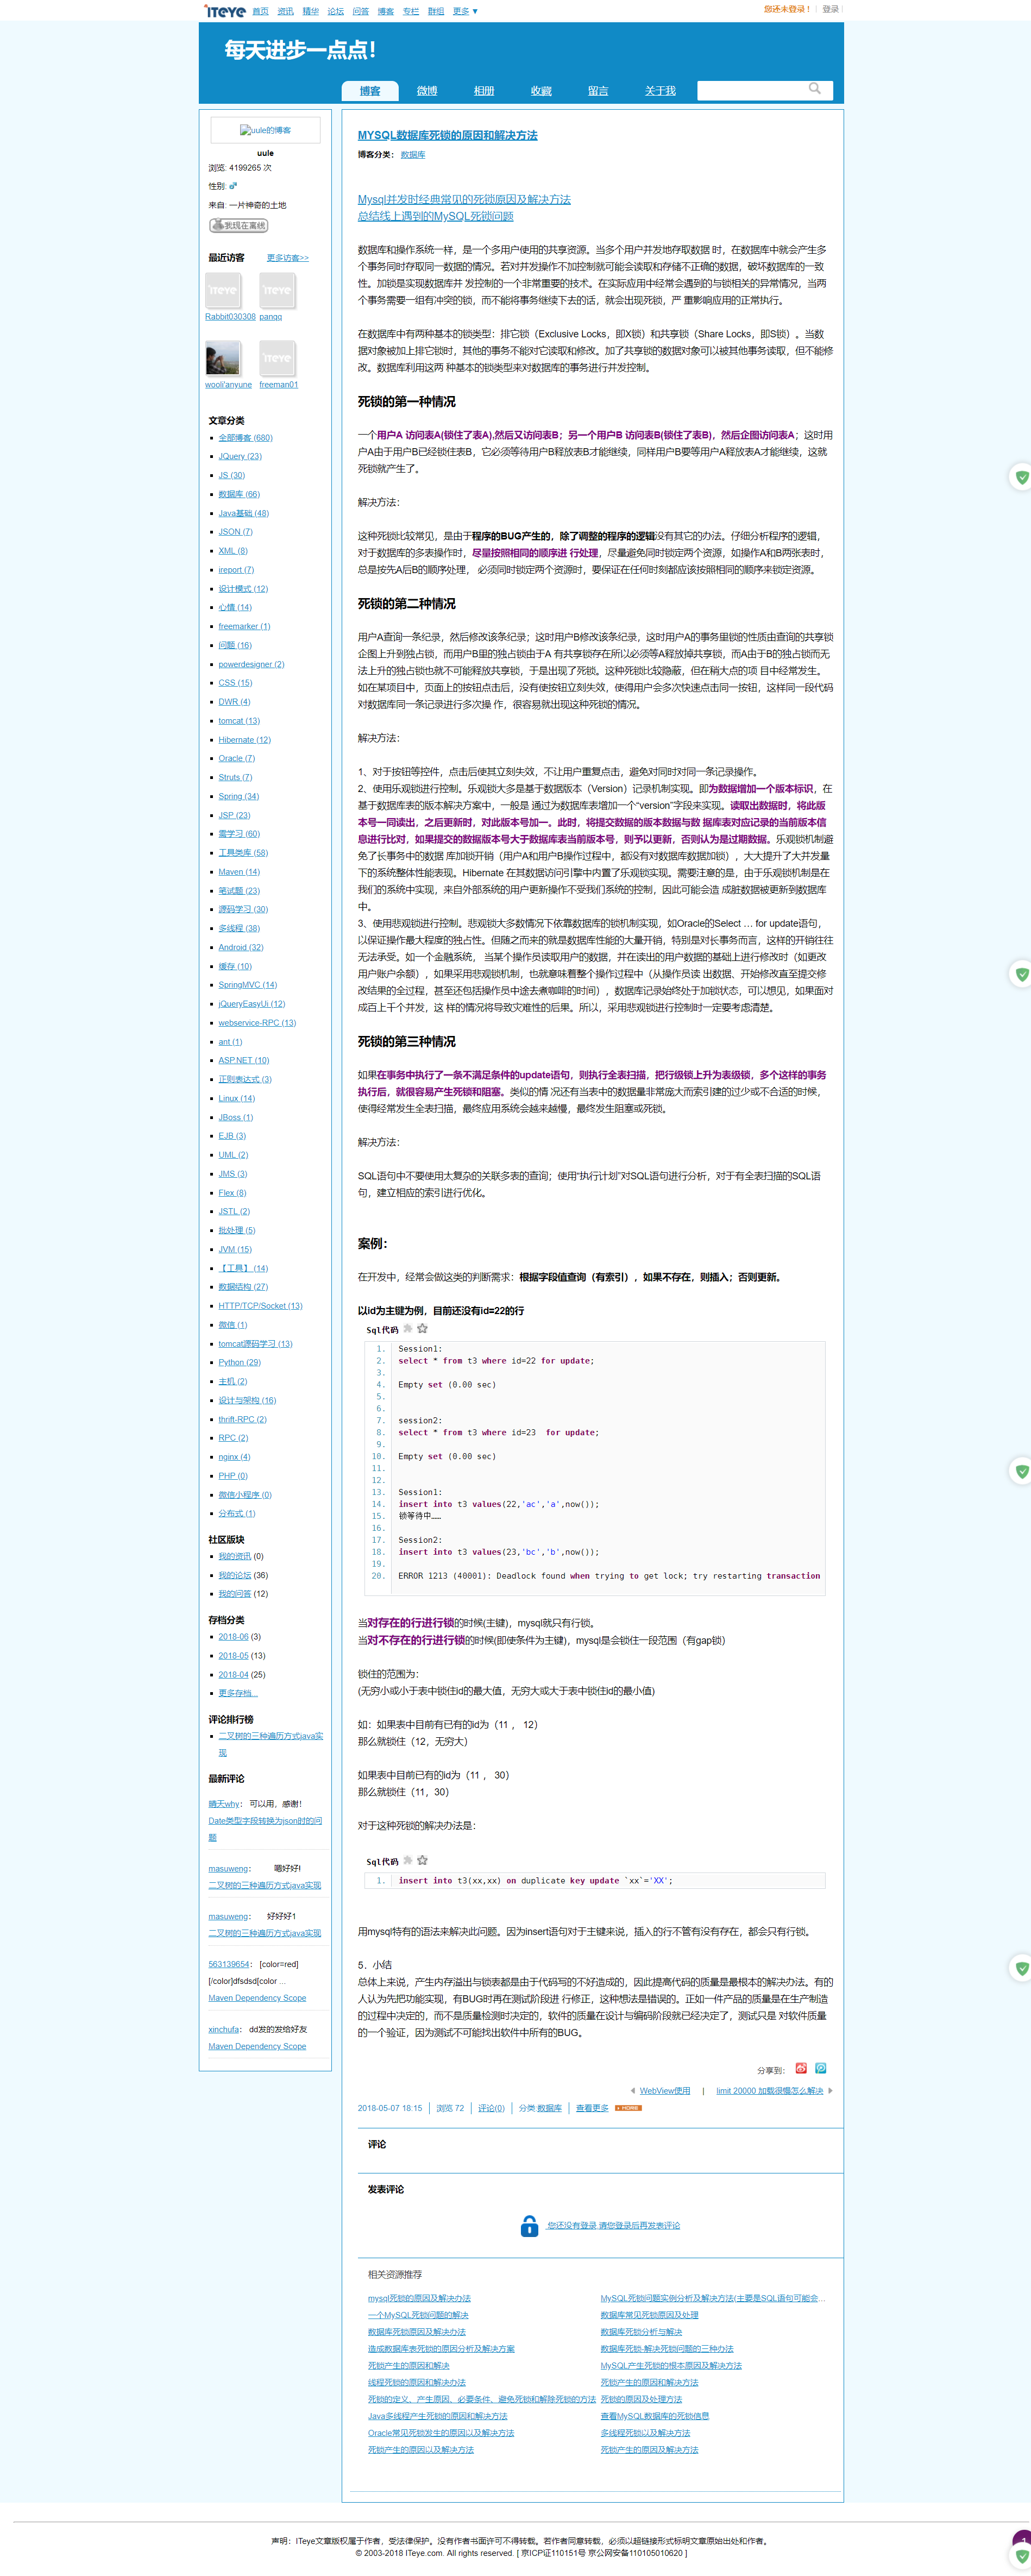 ITeye 首页 资讯 精华 论坛 问答 博客 专栏 群组 更多 ▼
您还未登录 ! 登录
每天进步一点点！
博客 微博 相册 收藏 留言 关于我
uule的博客
uule
浏览: 4199265 次
性别:
来自: 一片神奇的土地
我现在离线
最近访客 更多访客>>
Rabbit030308 pangq
wooli'anyune freeman01
文章分类
全部博客 (680)
JQuery (23)
JS (30)
数据库 (66)
Java基础 (48)
JSON (7)
XML (8)
ireport (7)
设计模式 (12)
心情 (14)
freemarker (1)
问题 (16)
powerdesigner (2)
CSS (15)
DWR (4)
tomcat (13)
Hibernate (12)
Oracle (7)
Struts (7)
Spring (34)
JSP (23)
需学习 (60)
工具类库 (58)
Maven (14)
笔试题 (23)
源码学习 (30)
多线程 (38)
Android (32)
缓存 (10)
SpringMVC (14)
jQueryEasyUi (12)
webservice-RPC (13)
ant (1)
ASP.NET (10)
正则表达式 (3)
Linux (14)
JBoss (1)
EJB (3)
UML (2)
JMS (3)
Flex (8)
JSTL (2)
批处理 (5)
JVM (15)
【工具】 (14)
数据结构 (27)
HTTP/TCP/Socket (13)
微信 (1)
tomcat源码学习 (13)
Python (29)
主机 (2)
设计与架构 (16)
thrift-RPC (2)
RPC (2)
nginx (4)
PHP (0)
微信小程序 (0)
分布式 (1)
社区版块
我的资讯 (0)
我的论坛 (36)
我的问答 (12)
存档分类
2018-06 (3)
2018-05 (13)
2018-04 (25)
更多存档...
评论排行榜
二叉树的三种遍历方式java实
现
最新评论
晴天why： 可以用，感谢！
Date类型字段转换为json时的问
题
masuweng： 嗯好好!
二叉树的三种遍历方式java实现
masuweng： 好好好1
二叉树的三种遍历方式java实现
563139654： [color=red]
[/color]dfsdsd[color ...
Maven Dependency Scope
xinchufa： dd发的发给好友
Maven Dependency Scope
MYSQL数据库死锁的原因和解决方法
博客分类： 数据库
Mysql并发时经典常见的死锁原因及解决方法
总结线上遇到的MySQL死锁问题
数据库和操作系统一样，是一个多用户使用的共享资源。当多个用户并发地存取数据 时，在数据库中就会产生多
个事务同时存取同一数据的情况。若对并发操作不加控制就可能会读取和存储不正确的数据，破坏数据库的一致
性。加锁是实现数据库并 发控制的一个非常重要的技术。在实际应用中经常会遇到的与锁相关的异常情况，当两
个事务需要一组有冲突的锁，而不能将事务继续下去的话，就会出现死锁，严 重影响应用的正常执行。
在数据库中有两种基本的锁类型：排它锁（Exclusive Locks，即X锁）和共享锁（Share Locks，即S锁）。当数
据对象被加上排它锁时，其他的事务不能对它读取和修改。加了共享锁的数据对象可以被其他事务读取，但不能修
改。数据库利用这两 种基本的锁类型来对数据库的事务进行并发控制。
死锁的第一种情况
一个用户A 访问表A(锁住了表A),然后又访问表B；另一个用户B 访问表B(锁住了表B)，然后企图访问表A；这时用
户A由于用户B已经锁住表B，它必须等待用户B释放表B才能继续，同样用户B要等用户A释放表A才能继续，这就
死锁就产生了。
解决方法：
这种死锁比较常见，是由于程序的BUG产生的，除了调整的程序的逻辑没有其它的办法。仔细分析程序的逻辑，
对于数据库的多表操作时，尽量按照相同的顺序进 行处理，尽量避免同时锁定两个资源，如操作A和B两张表时，
总是按先A后B的顺序处理， 必须同时锁定两个资源时，要保证在任何时刻都应该按照相同的顺序来锁定资源。
死锁的第二种情况
用户A查询一条纪录，然后修改该条纪录；这时用户B修改该条纪录，这时用户A的事务里锁的性质由查询的共享锁
企图上升到独占锁，而用户B里的独占锁由于A 有共享锁存在所以必须等A释放掉共享锁，而A由于B的独占锁而无
法上升的独占锁也就不可能释放共享锁，于是出现了死锁。这种死锁比较隐蔽，但在稍大点的项 目中经常发生。
如在某项目中，页面上的按钮点击后，没有使按钮立刻失效，使得用户会多次快速点击同一按钮，这样同一段代码
对数据库同一条记录进行多次操 作，很容易就出现这种死锁的情况。
解决方法：
1、对于按钮等控件，点击后使其立刻失效，不让用户重复点击，避免对同时对同一条记录操作。
2、使用乐观锁进行控制。乐观锁大多是基于数据版本（Version）记录机制实现。即为数据增加一个版本标识，在
基于数据库表的版本解决方案中，一般是 通过为数据库表增加一个“version”字段来实现。读取出数据时，将此版
本号一同读出，之后更新时，对此版本号加一。此时，将提交数据的版本数据与数 据库表对应记录的当前版本信
息进行比对，如果提交的数据版本号大于数据库表当前版本号，则予以更新，否则认为是过期数据。乐观锁机制避
免了长事务中的数据 库加锁开销（用户A和用户B操作过程中，都没有对数据库数据加锁），大大提升了大并发量
下的系统整体性能表现。Hibernate 在其数据访问引擎中内置了乐观锁实现。需要注意的是，由于乐观锁机制是在
我们的系统中实现，来自外部系统的用户更新操作不受我们系统的控制，因此可能会造 成脏数据被更新到数据库
中。
3、使用悲观锁进行控制。悲观锁大多数情况下依靠数据库的锁机制实现，如Oracle的Select … for update语句，
以保证操作最大程度的独占性。但随之而来的就是数据库性能的大量开销，特别是对长事务而言，这样的开销往往
无法承受。如一个金融系统， 当某个操作员读取用户的数据，并在读出的用户数据的基础上进行修改时（如更改
用户账户余额），如果采用悲观锁机制，也就意味着整个操作过程中（从操作员读 出数据、开始修改直至提交修
改结果的全过程，甚至还包括操作员中途去煮咖啡的时间），数据库记录始终处于加锁状态，可以想见，如果面对
成百上千个并发，这 样的情况将导致灾难性的后果。所以，采用悲观锁进行控制时一定要考虑清楚。
死锁的第三种情况
如果在事务中执行了一条不满足条件的update语句，则执行全表扫描，把行级锁上升为表级锁，多个这样的事务
执行后，就很容易产生死锁和阻塞。类似的情 况还有当表中的数据量非常庞大而索引建的过少或不合适的时候，
使得经常发生全表扫描，最终应用系统会越来越慢，最终发生阻塞或死锁。
解决方法：
SQL语句中不要使用太复杂的关联多表的查询；使用“执行计划”对SQL语句进行分析，对于有全表扫描的SQL语
句，建立相应的索引进行优化。
案例：
在开发中，经常会做这类的判断需求：根据字段值查询（有索引），如果不存在，则插入；否则更新。
以id为主键为例，目前还没有id=22的行
Sql代码
1. Session1:
2. select * from t3 where id=22 for update;
3.
4. Empty set (0.00 sec)
5.
6.
7. session2:
8. select * from t3 where id=23  for update;
9.
10. Empty set (0.00 sec)
11.
12.
13. Session1:
14. insert into t3 values(22,'ac','a',now());
15. 锁等待中……
16.
17. Session2:
18. insert into t3 values(23,'bc','b',now());
19.
20. ERROR 1213 (40001): Deadlock found when trying to get lock; try restarting transaction
当对存在的行进行锁的时候(主键)，mysql就只有行锁。
当对不存在的行进行锁的时候(即使条件为主键)，mysql是会锁住一段范围（有gap锁）
锁住的范围为：
(无穷小或小于表中锁住id的最大值，无穷大或大于表中锁住id的最小值)
如：如果表中目前有已有的id为（11 ， 12）
那么就锁住（12，无穷大）
如果表中目前已有的id为（11 ， 30）
那么就锁住（11，30）
对于这种死锁的解决办法是：
Sql代码
1. insert into t3(xx,xx) on duplicate key update `xx`='XX';
用mysql特有的语法来解决此问题。因为insert语句对于主键来说，插入的行不管有没有存在，都会只有行锁。
5．小结
总体上来说，产生内存溢出与锁表都是由于代码写的不好造成的，因此提高代码的质量是最根本的解决办法。有的
人认为先把功能实现，有BUG时再在测试阶段进 行修正，这种想法是错误的。正如一件产品的质量是在生产制造
的过程中决定的，而不是质量检测时决定的，软件的质量在设计与编码阶段就已经决定了，测试只是 对软件质量
的一个验证，因为测试不可能找出软件中所有的BUG。
分享到：
WebView使用 | limit 20000 加载很慢怎么解决
2018-05-07 18:15 浏览 72 评论(0) 分类:数据库 查看更多
评论
发表评论
您还没有登录,请您登录后再发表评论
相关资源推荐
mysql死锁的原因及解决办法 MySQL死锁问题实例分析及解决方法(主要是SQL语句可能会...
一个MySQL死锁问题的解决 数据库常见死锁原因及处理
数据库死锁原因及解决办法 数据库死锁分析与解决
造成数据库表死锁的原因分析及解决方案 数据库死锁-解决死锁问题的三种办法
死锁产生的原因和解决 MySQL产生死锁的根本原因及解决方法
线程死锁的原因和解决办法 死锁产生的原因和解决方法
死锁的定义、产生原因、必要条件、避免死锁和解除死锁的方法 死锁的原因及处理方法
Java多线程产生死锁的原因和解决方法 查看MySQL数据库的死锁信息
Oracle常见死锁发生的原因以及解决方法 多线程死锁以及解决方法
死锁产生的原因以及解决方法 死锁产生的原因及解决方法
声明：ITeye文章版权属于作者，受法律保护。没有作者书面许可不得转载。若作者同意转载，必须以超链接形式标明文章原始出处和作者。
© 2003-2018 ITeye.com. All rights reserved. [ 京ICP证110151号 京公网安备110105010620 ]